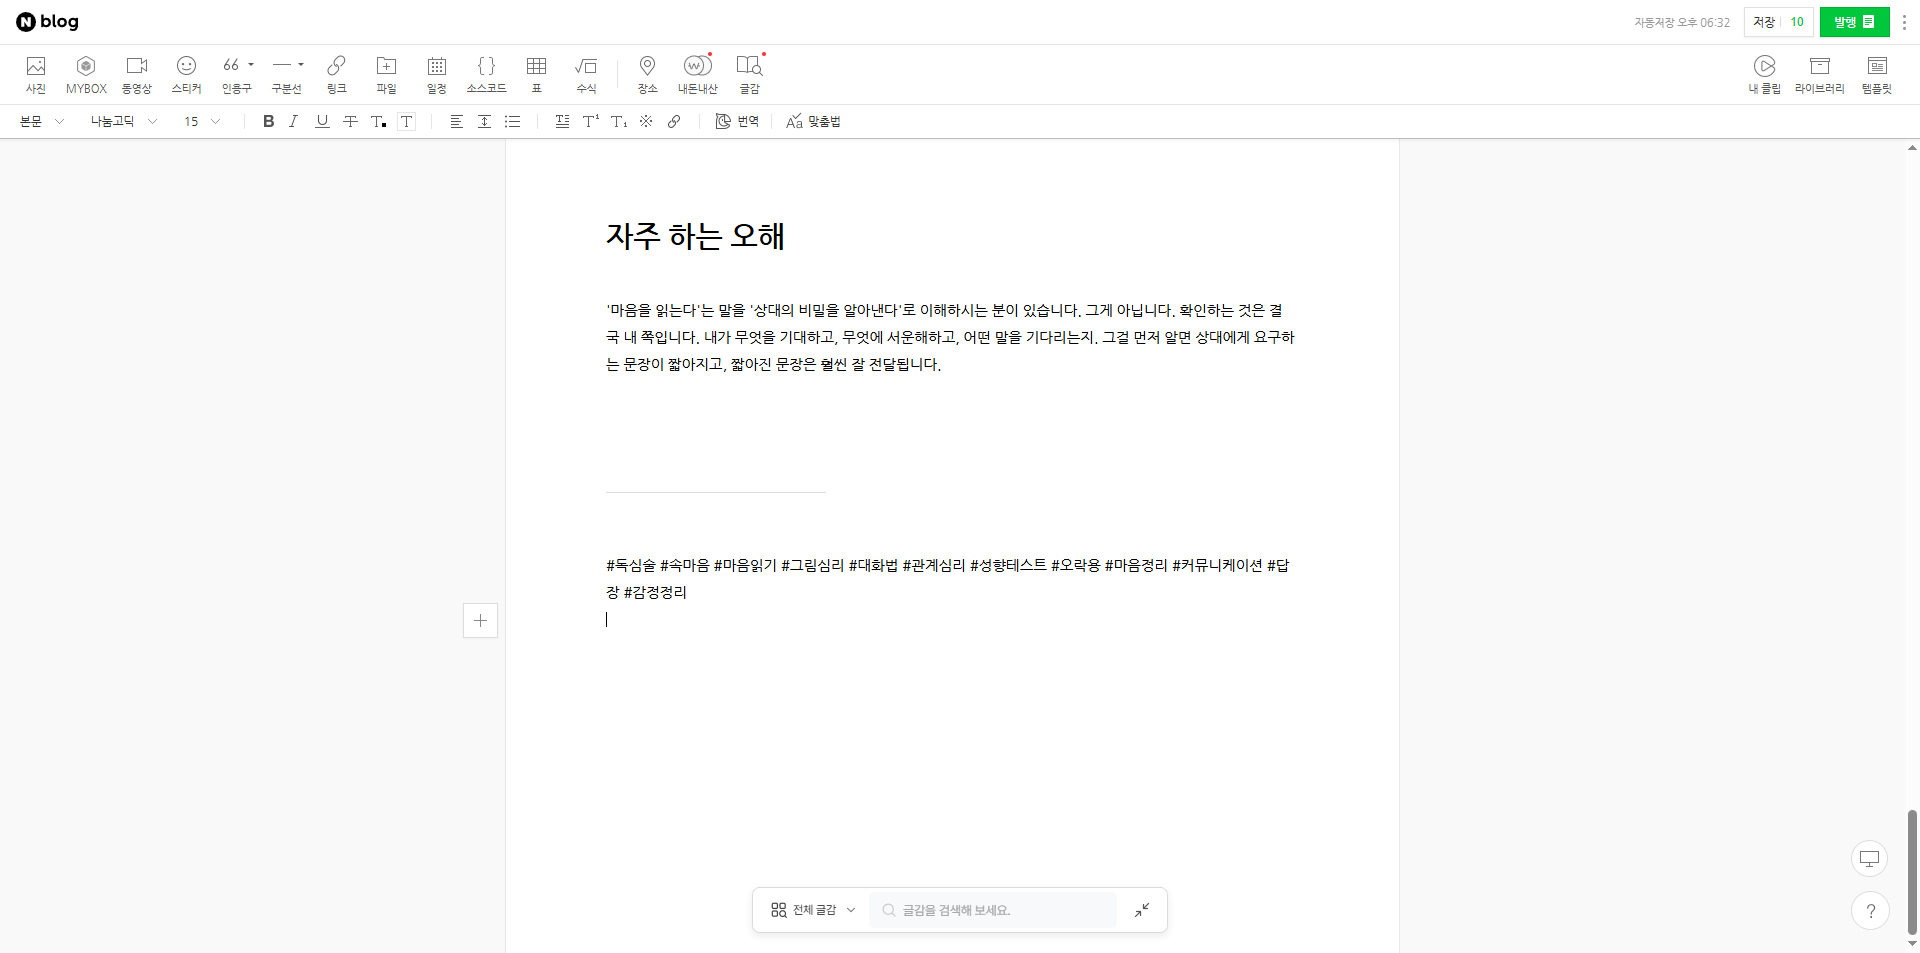 N blog
자동저장 오후 06:32
저장 10
발행
사진 MYBOX 동영상 스티커 인용구 구분선 링크 파일 일정 소스코드 표 수식 장소 내돈내산 글감
내 클립 라이브러리 템플릿
본문 나눔고딕 15 번역 맞춤법
자주 하는 오해
'마음을 읽는다'는 말을 '상대의 비밀을 알아낸다'로 이해하시는 분이 있습니다. 그게 아닙니다. 확인하는 것은 결
국 내 쪽입니다. 내가 무엇을 기대하고, 무엇에 서운해하고, 어떤 말을 기다리는지. 그걸 먼저 알면 상대에게 요구하
는 문장이 짧아지고, 짧아진 문장은 훨씬 잘 전달됩니다.
#독심술 #속마음 #마음읽기 #그림심리 #대화법 #관계심리 #성향테스트 #오락용 #마음정리 #커뮤니케이션 #답
장 #감정정리
전체 글감
글감을 검색해 보세요.
?